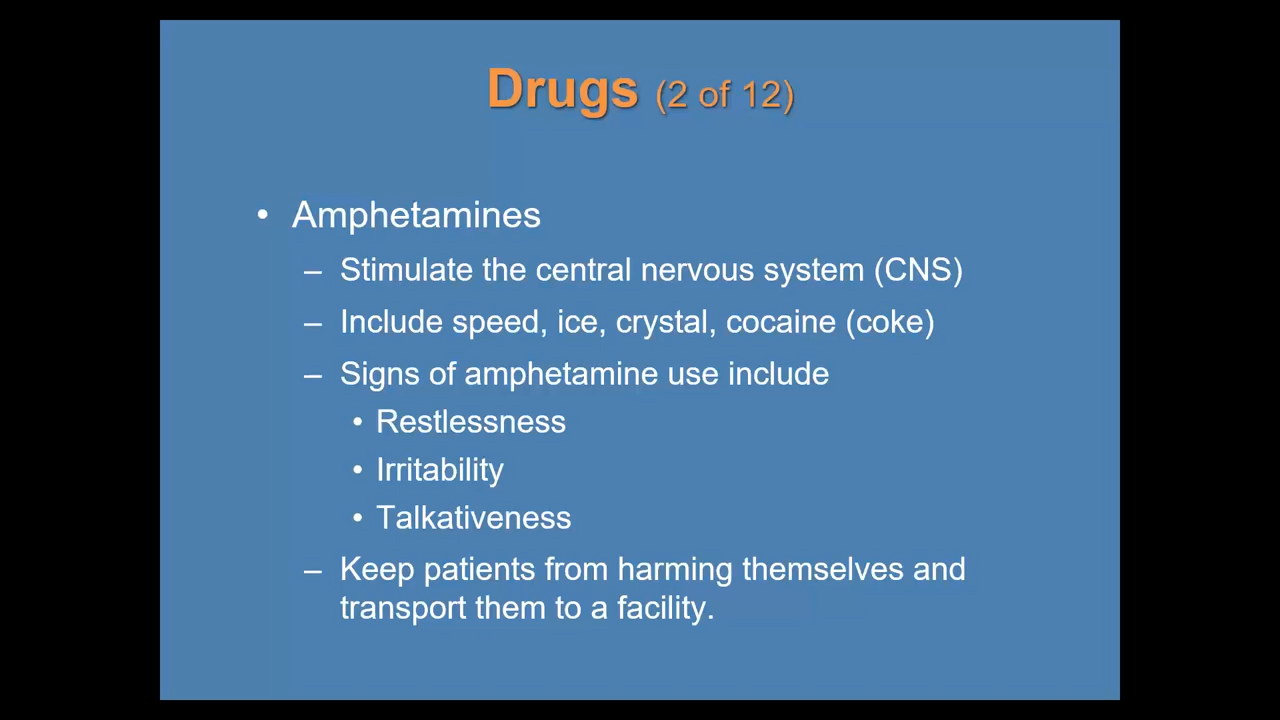 Drugs (2 of 12)
• Amphetamines
– Stimulate the central nervous system (CNS)
– Include speed, ice, crystal, cocaine (coke)
– Signs of amphetamine use include
• Restlessness
• Irritability
• Talkativeness
– Keep patients from harming themselves and
transport them to a facility.